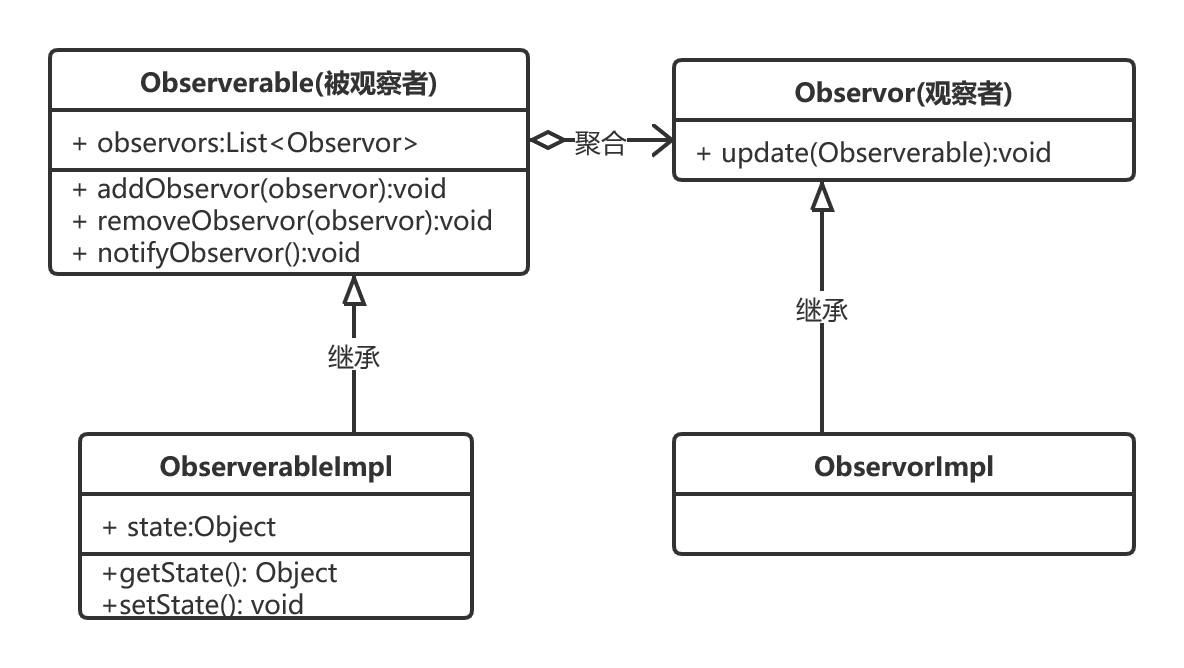 Observerable(被观察者)
+ observors:List<Observor>
+ addObservor(observor):void
+ removeObservor(observor):void
+ notifyObservor():void
聚合
Observor(观察者)
+ update(Observerable):void
继承
继承
ObserverableImpl
+ state:Object
+getState(): Object
+setState(): void
ObservorImpl